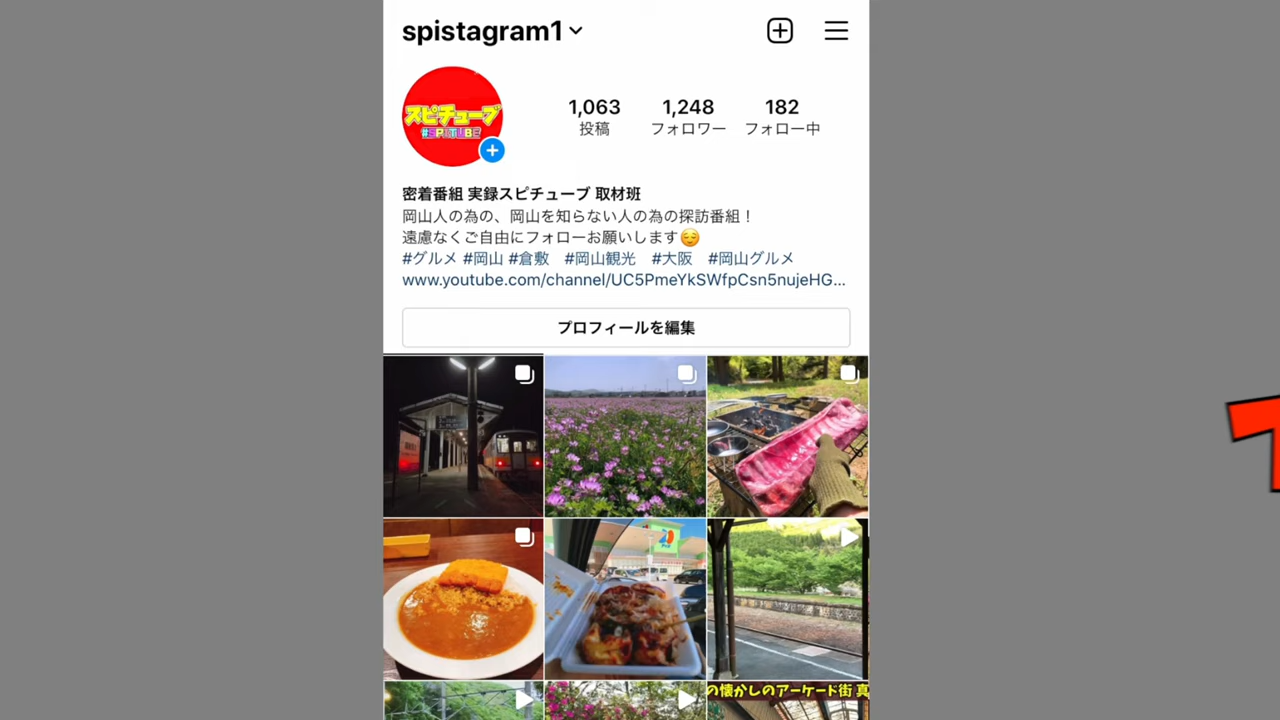 spistagram1
スピチューブ
#SPITUBE
1,063
投稿
1,248
フォロワー
182
フォロー中
密着番組 実録スピチューブ 取材班
岡山人の為の、岡山を知らない人の為の探訪番組！
遠慮なくご自由にフォローお願いします😌
#グルメ #岡山 #倉敷　#岡山観光　#大阪　#岡山グルメ
www.youtube.com/channel/UC5PmeYkSWfpCsn5nujeHG...
プロフィールを編集
の懐かしのアーケード街 真